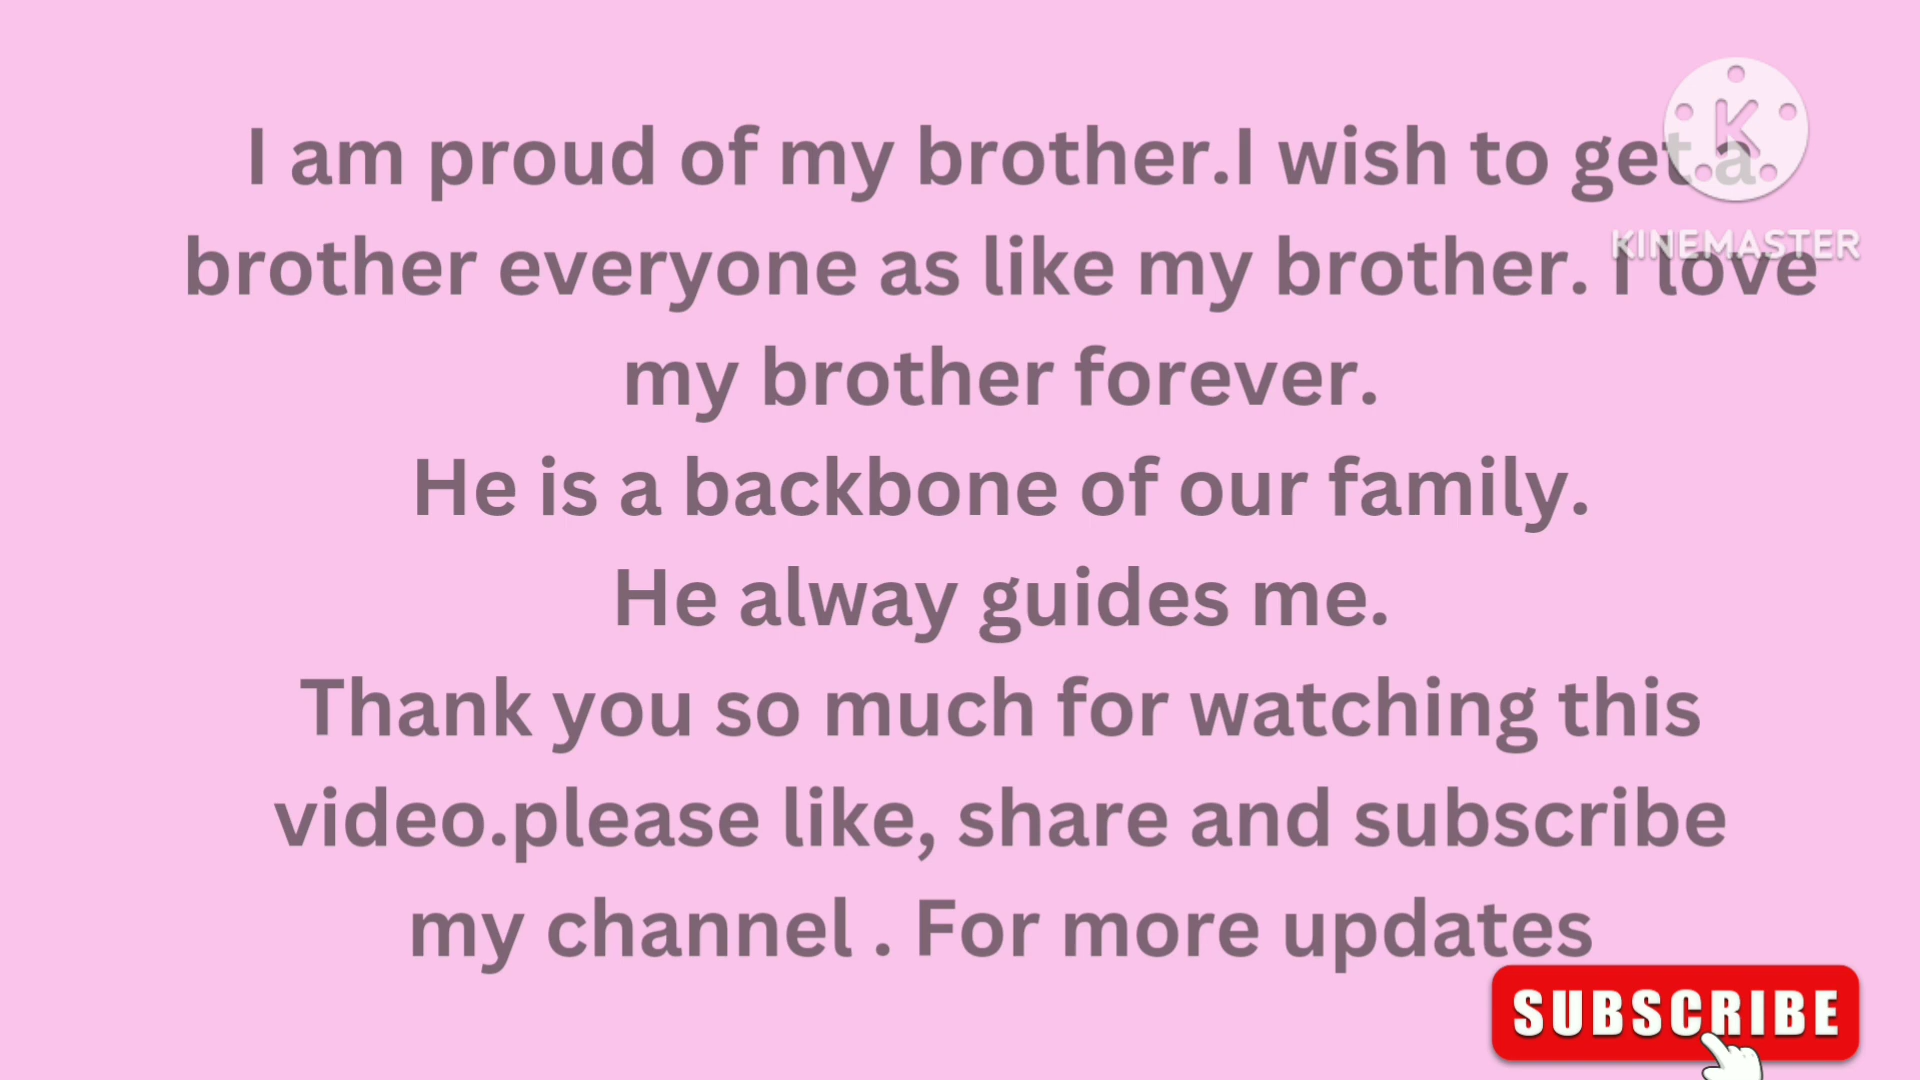 I am proud of my brother.I wish to get a
brother everyone as like my brother. I love
my brother forever.
He is a backbone of our family.
He alway guides me.
Thank you so much for watching this
video.please like, share and subscribe
my channel . For more updates
K
KINEMASTER
SUBSCRIBE